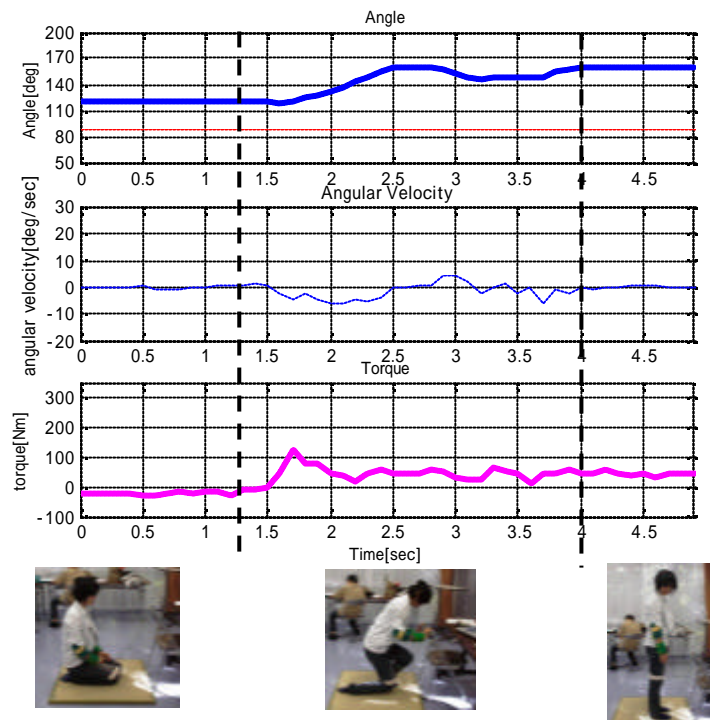 Angle
200
170
140
110
80
50
Angle[deg]
0 0.5 1 1.5 2 2.5 3 3.5 4 4.5
Angular Velocity
30
20
10
0
-10
-20
angular velocity[deg/sec]
0 0.5 1 1.5 2 2.5 3 3.5 4 4.5
Torque
300
200
100
0
-100
torque[Nm]
0 0.5 1 1.5 2 2.5 3 3.5 4 4.5
Time[sec]